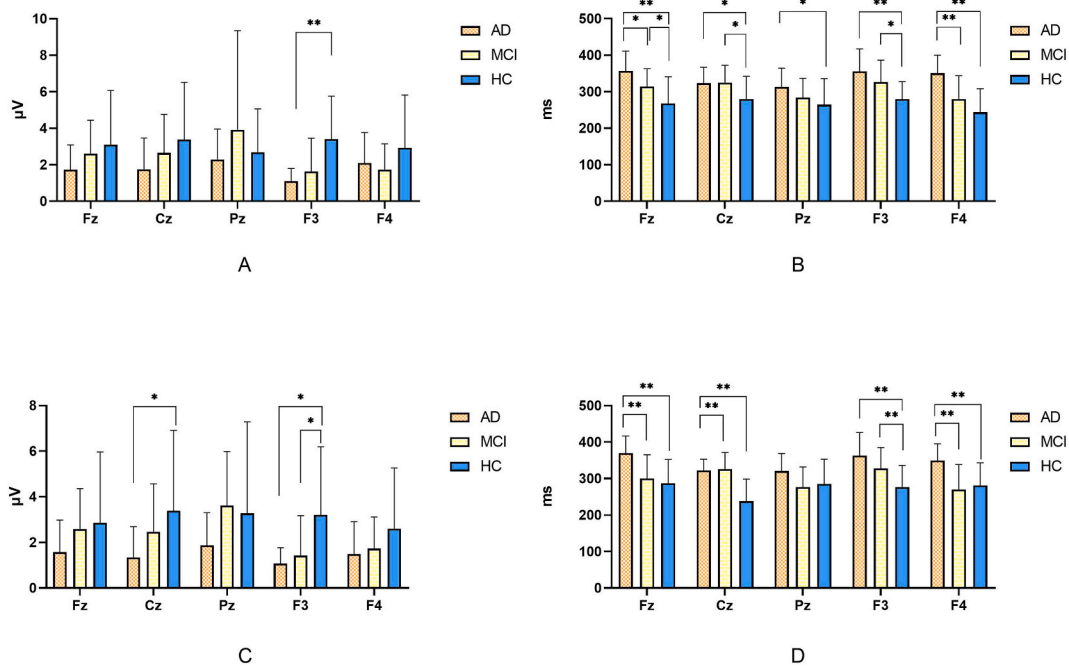 10
8
6
4
2
0
μV
**
Fz Cz Pz F3 F4
AD
MCI
HC
A
500
400
300
200
100
0
ms
** * * * **
* * * * **
Fz Cz Pz F3 F4
AD
MCI
HC
B
8
6
4
2
0
μV
* *
*
Fz Cz Pz F3 F4
AD
MCI
HC
C
500
400
300
200
100
0
ms
** ** ** **
** ** ** **
Fz Cz Pz F3 F4
AD
MCI
HC
D